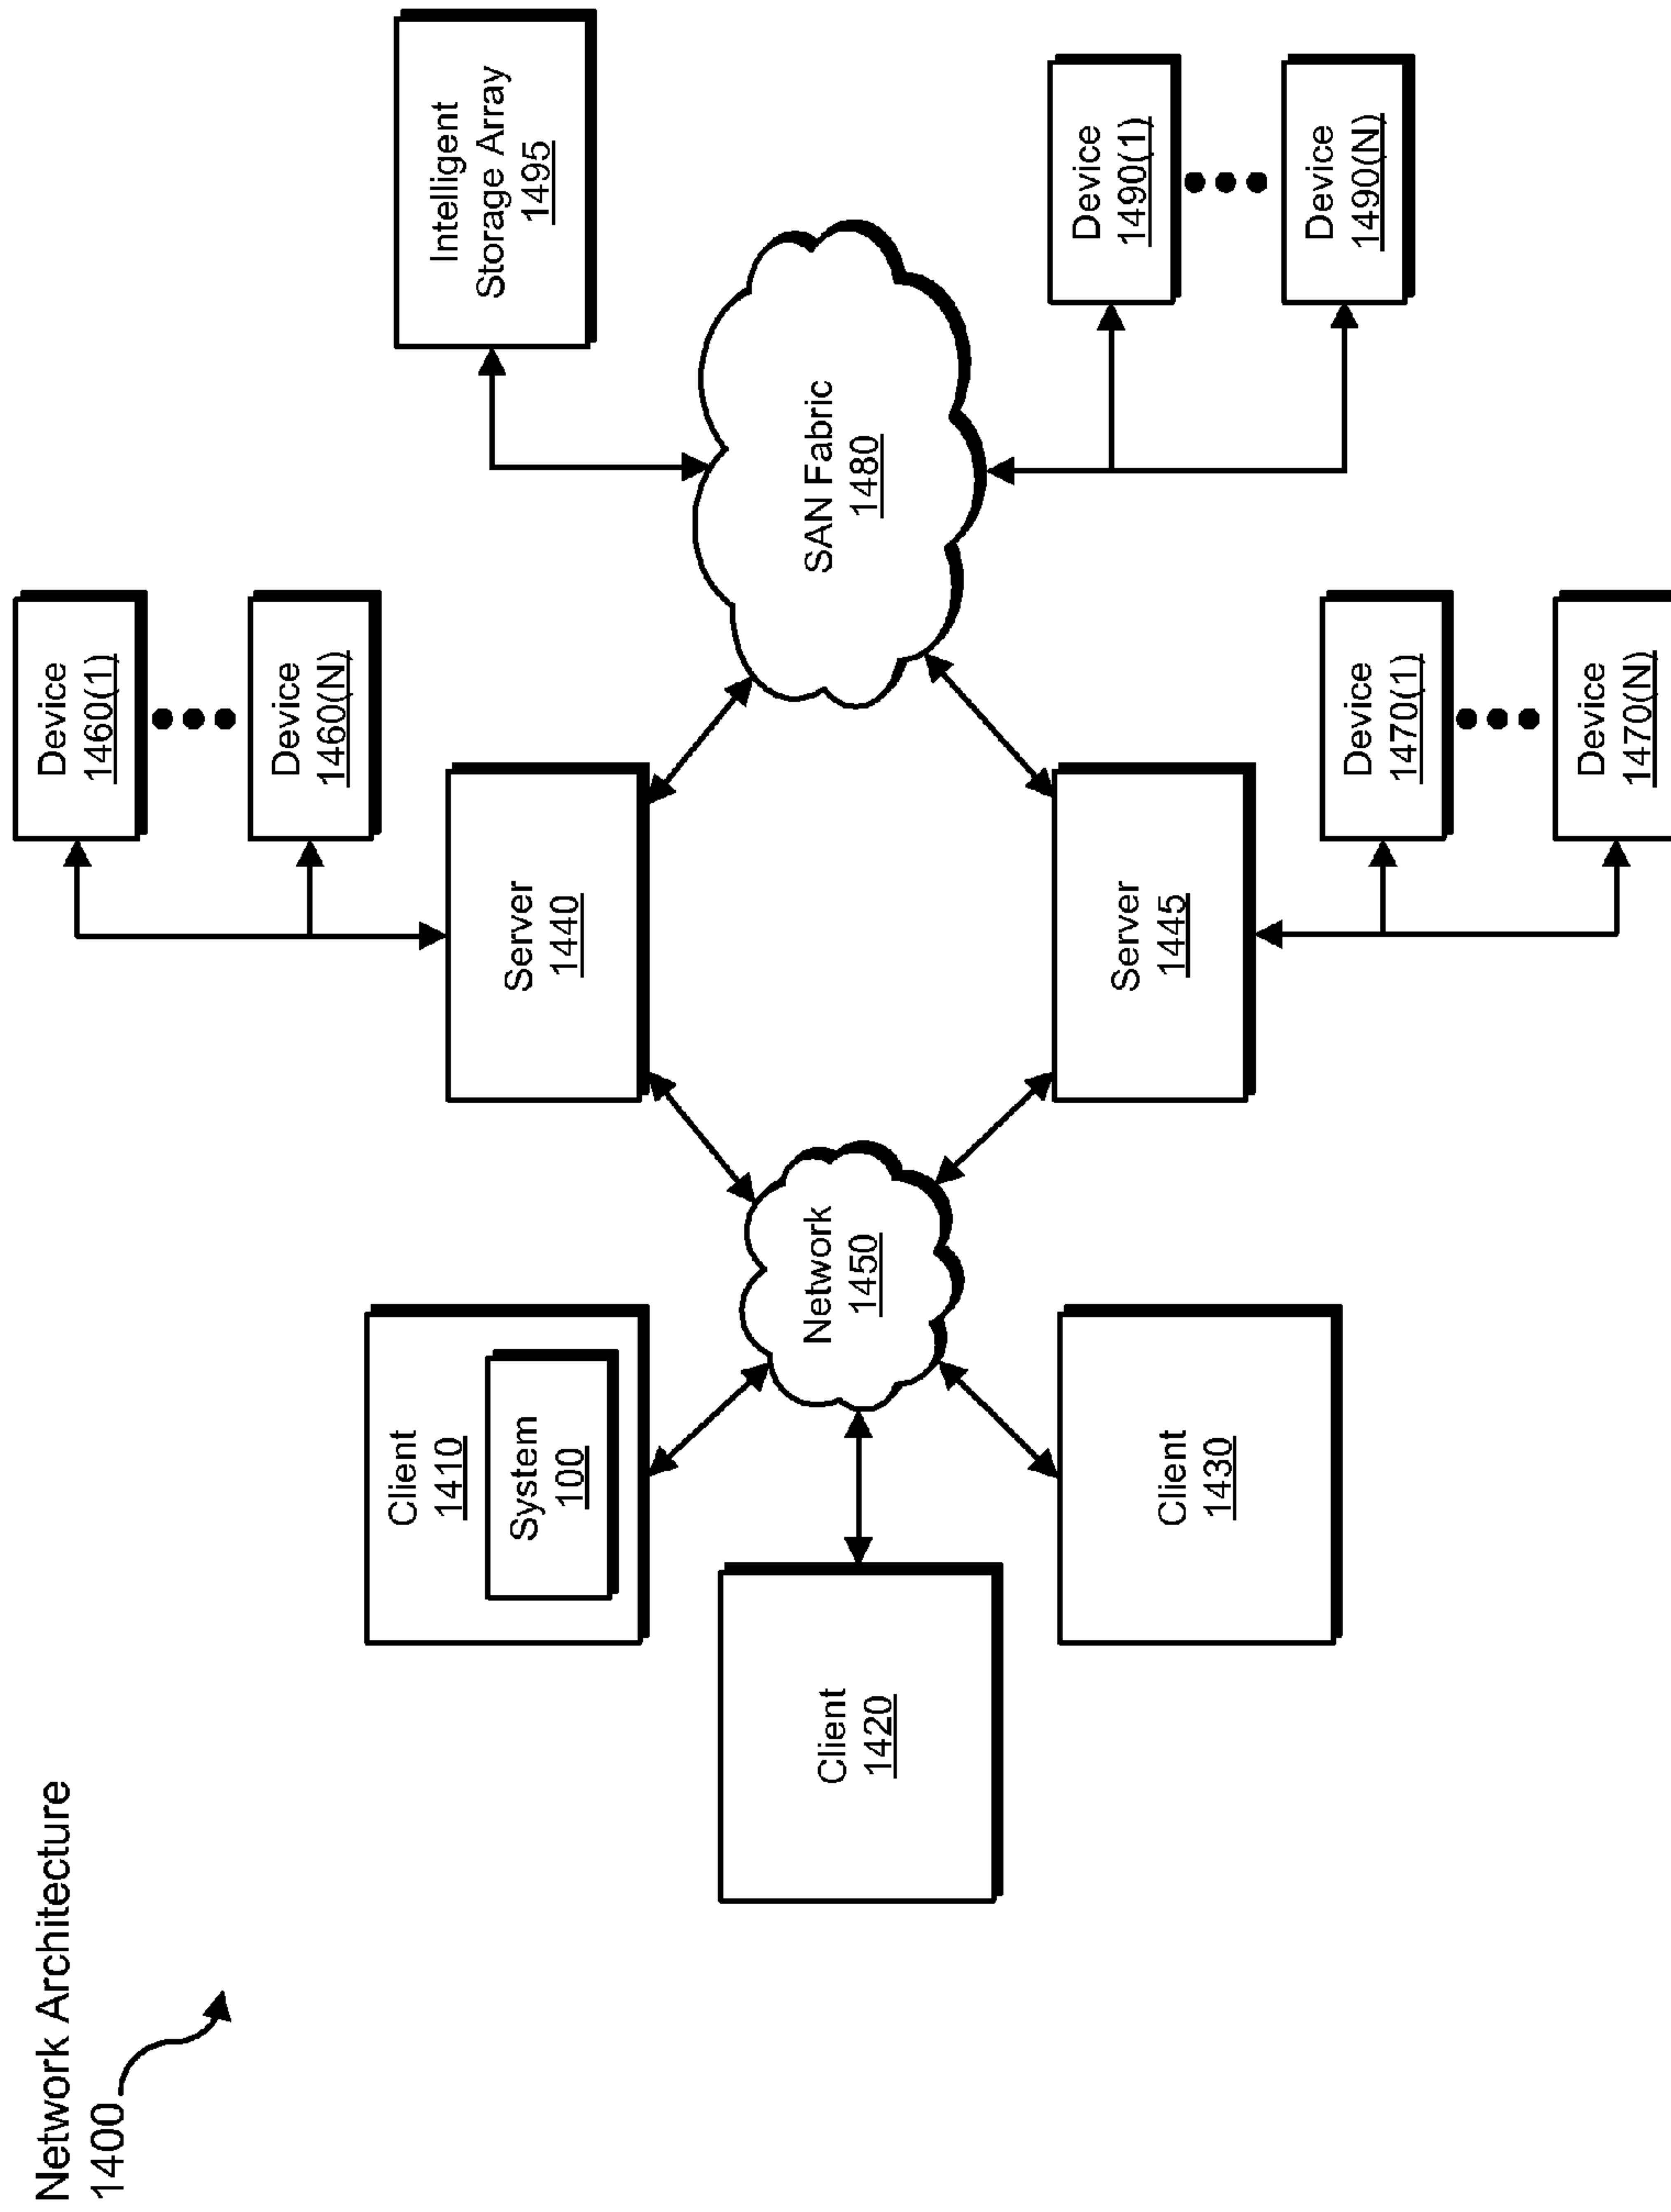 Network Architecture
1400
Client
1410
System
100
Client
1420
Client
1430
Network
1450
Server
1440
Server
1445
Device
1460(1)
Device
1460(N)
Device
1470(1)
Device
1470(N)
SAN Fabric
1480
Intelligent
Storage Array
1495
Device
1490(1)
Device
1490(N)